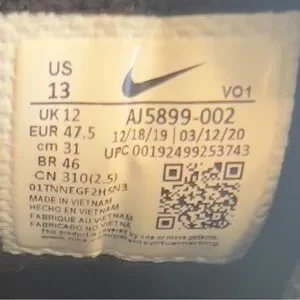 US
13
VO1
UK 12
AJ5899-002
EUR 47.5
12/18/19 | 03/12/20
cm 31
UPC 00192499253743
BR 46
CN 310(2.5)
01TNNEGF2H5N3
MADE IN VIETNAM
HECHO EN VIETNAM
FABRIQUE AU VIETNAM
FABRICADO NO VIETNÃ